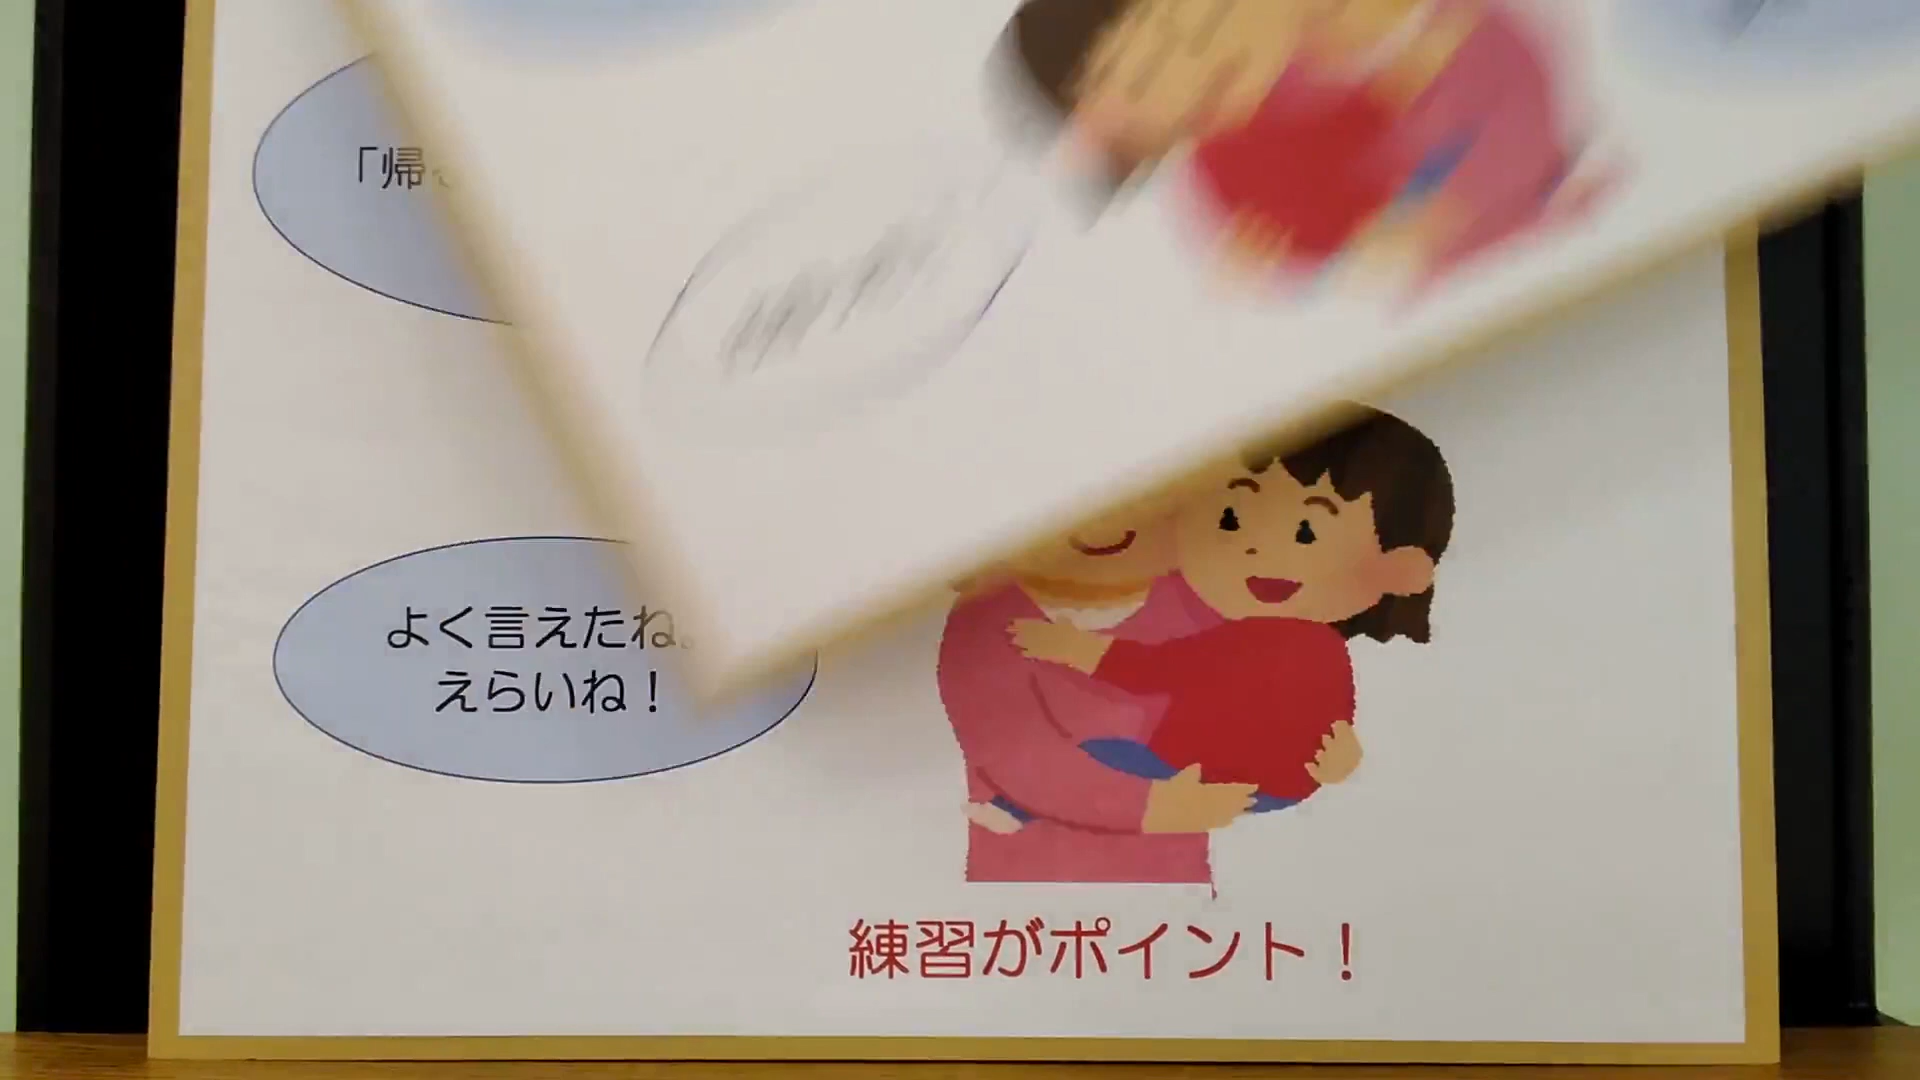 「帰
よく言えたね。
えらいね！
練習がポイント！